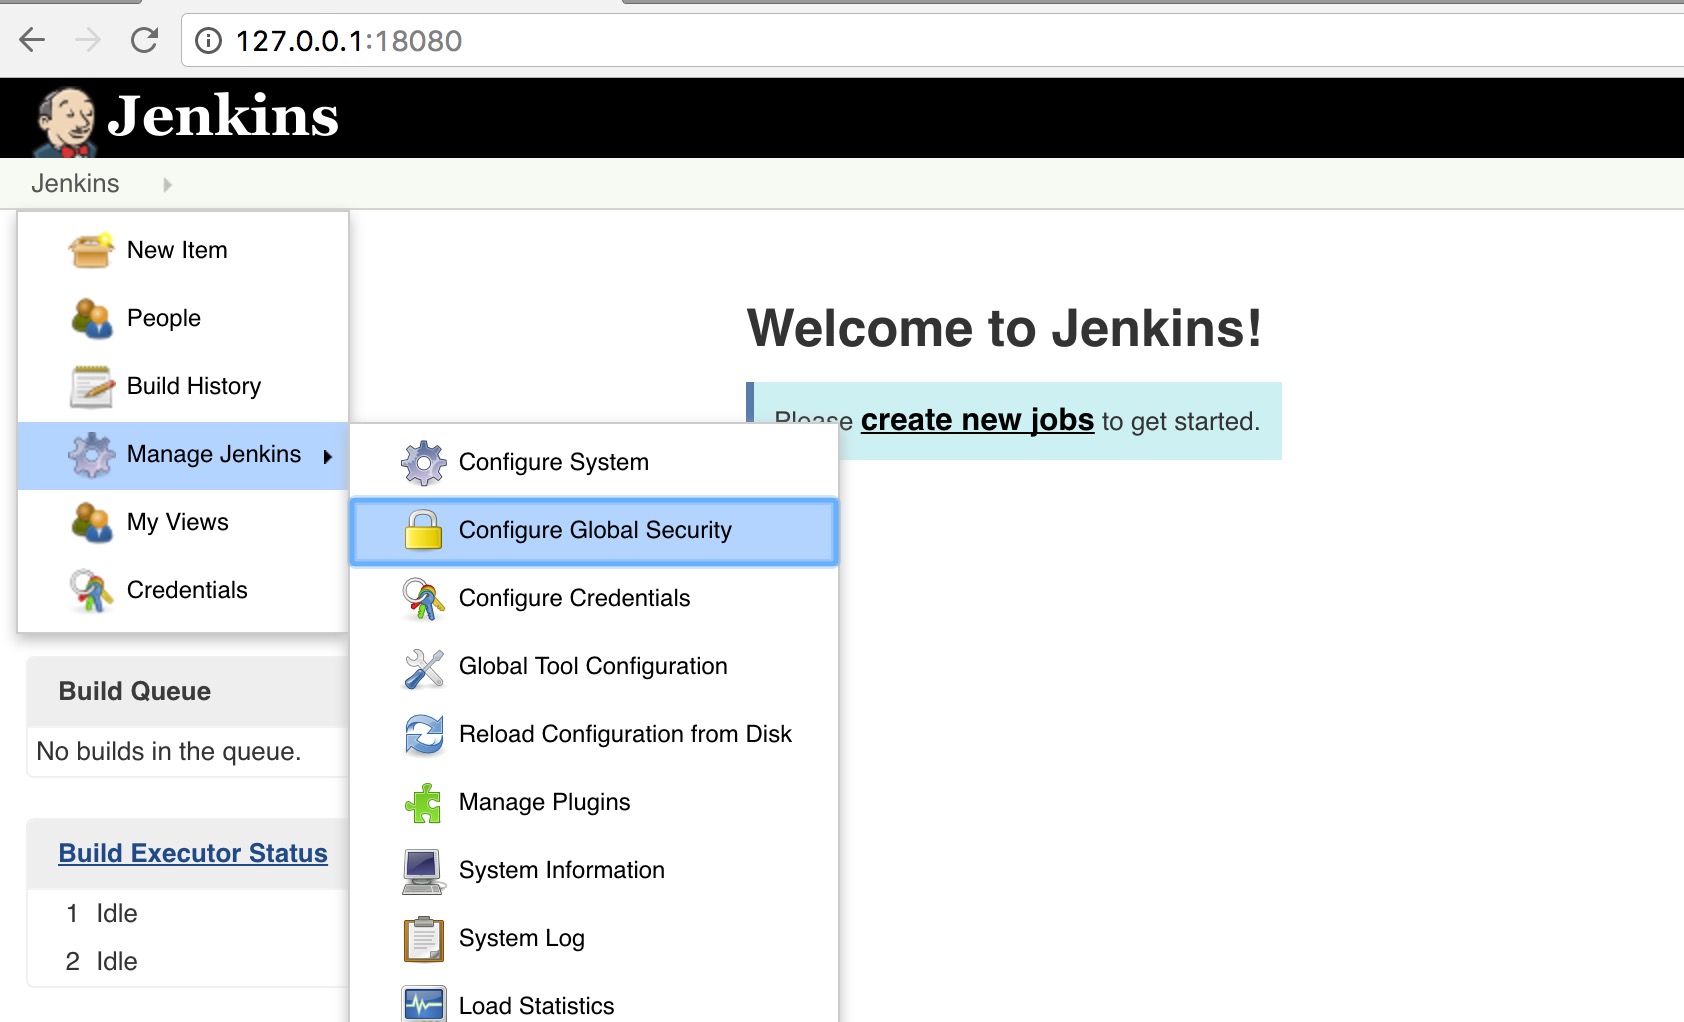 127.0.0.1:18080
Jenkins
Jenkins
New Item
People
Build History
Manage Jenkins
My Views
Credentials
Configure System
Configure Global Security
Configure Credentials
Global Tool Configuration
Reload Configuration from Disk
Manage Plugins
System Information
System Log
Load Statistics
Welcome to Jenkins!
Please create new jobs to get started.
Build Queue
No builds in the queue.
Build Executor Status
1 Idle
2 Idle